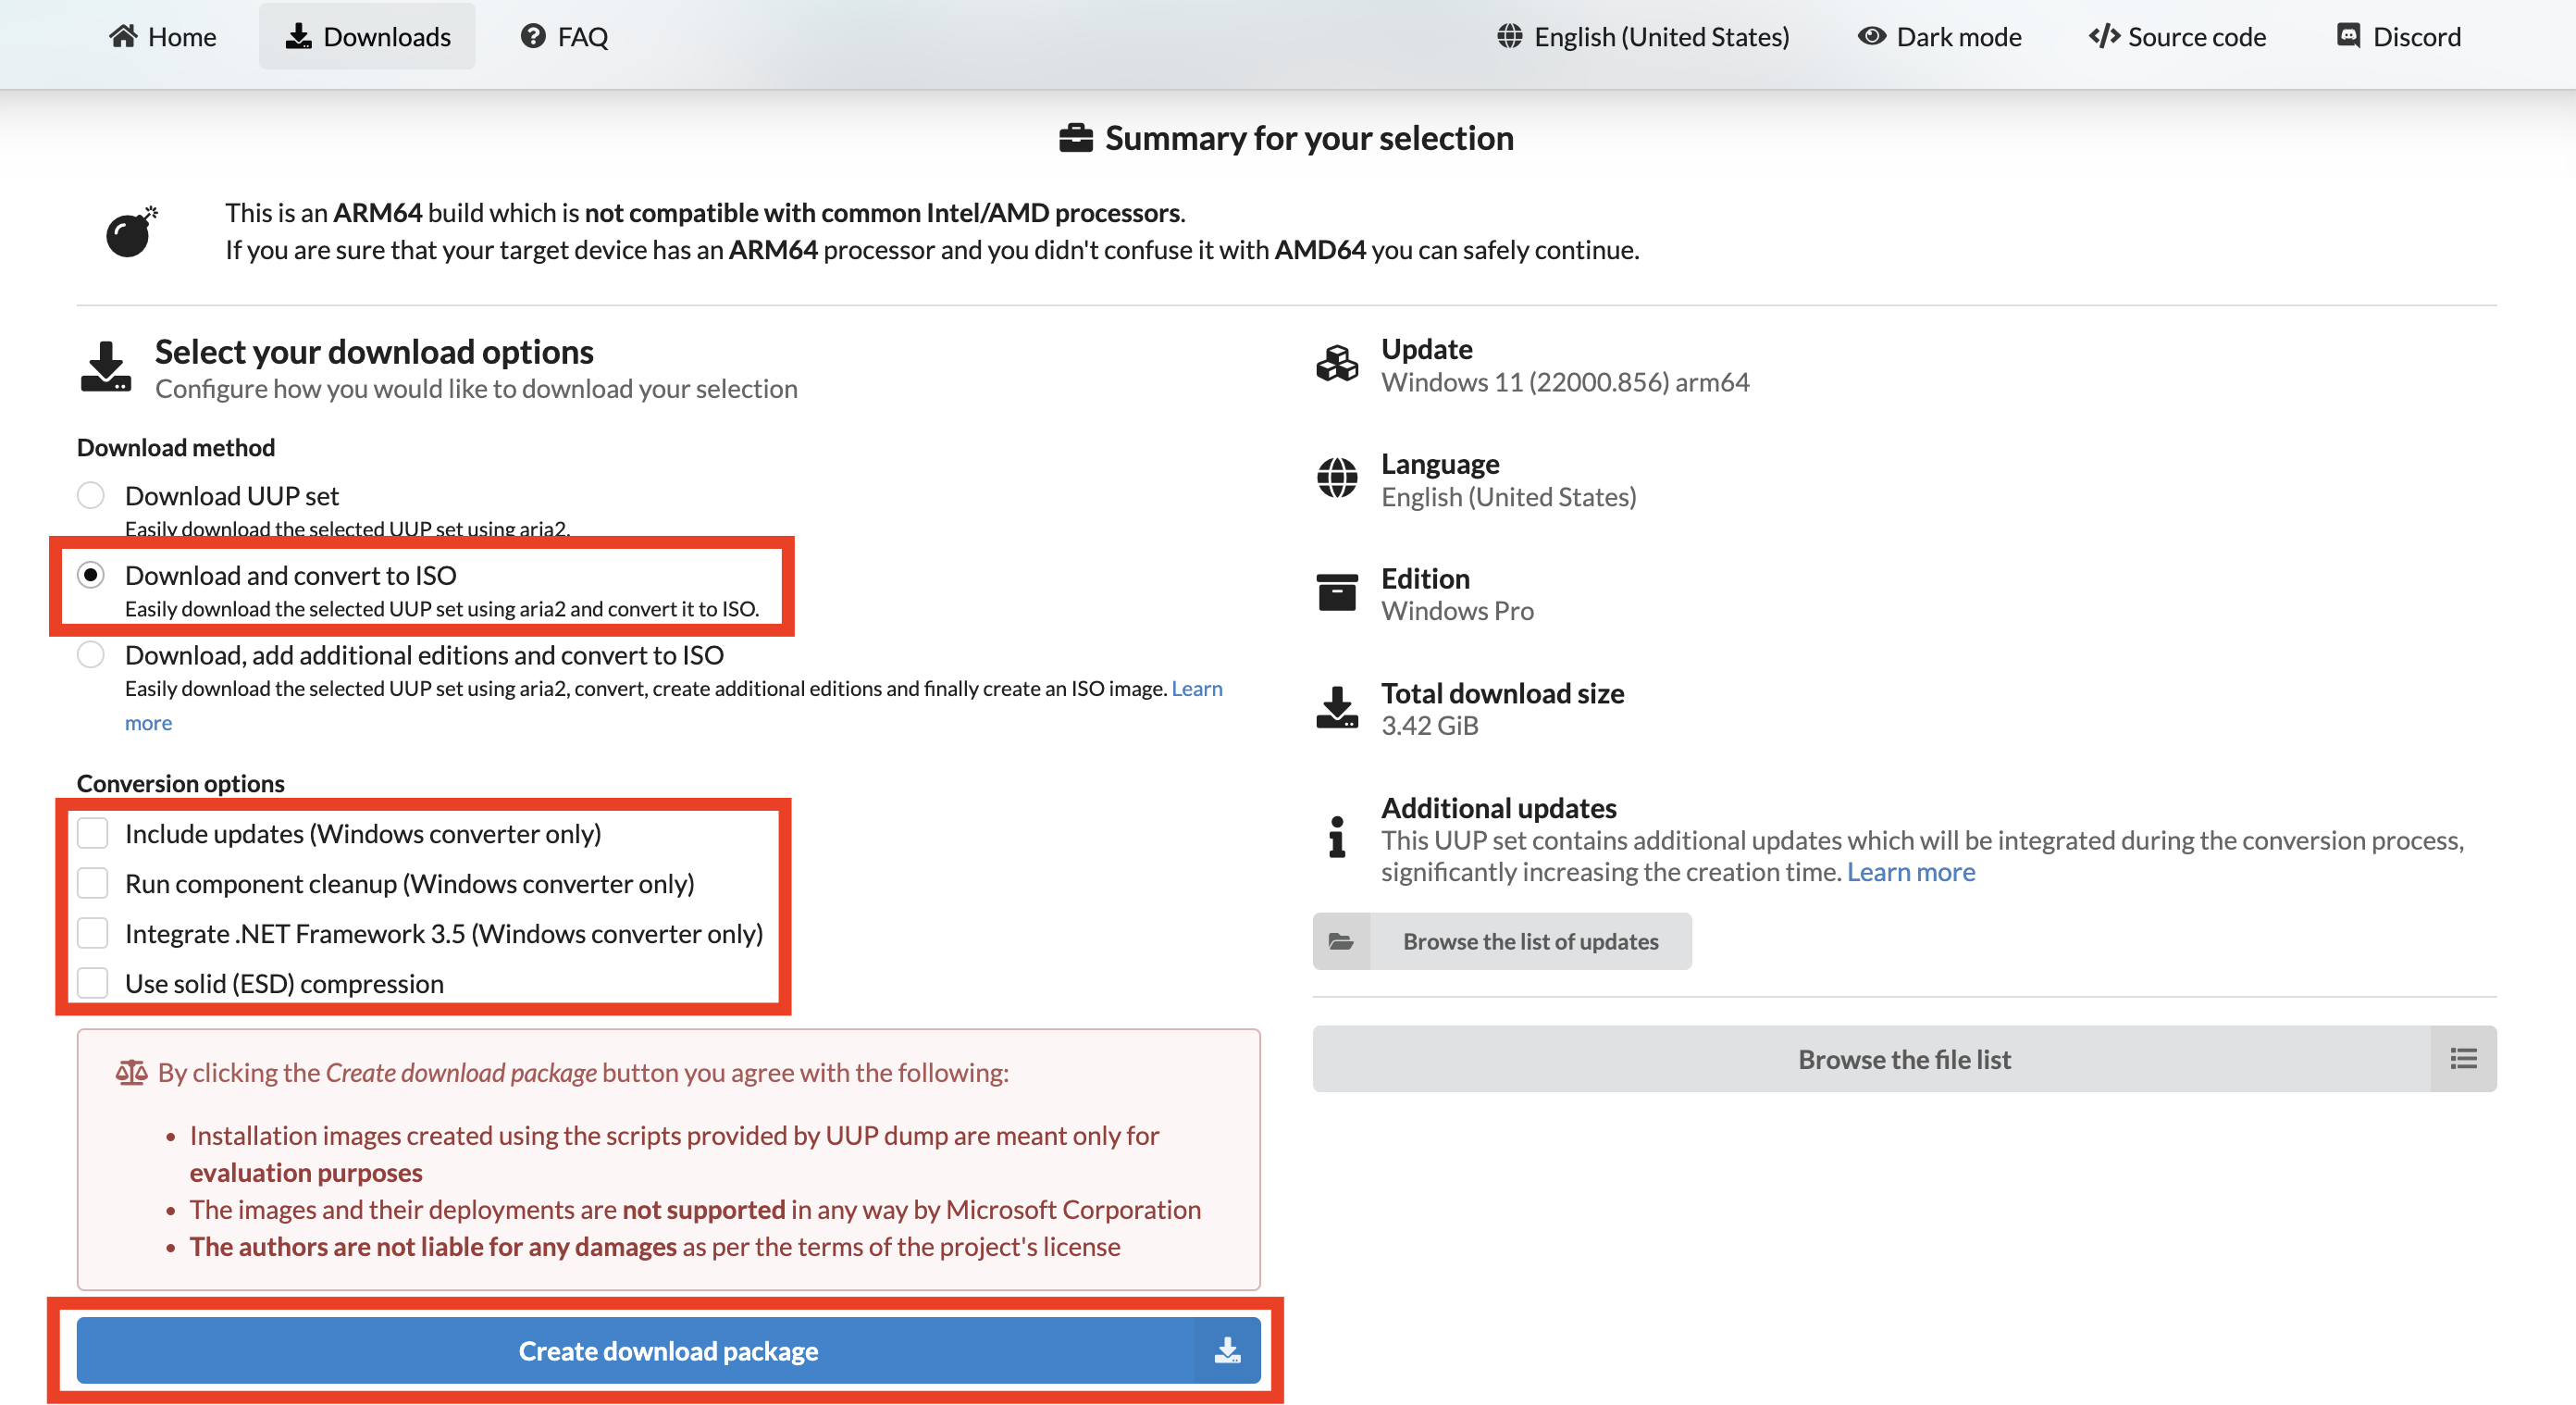 Home
Downloads
FAQ
English (United States)
Dark mode
Source code
Discord
Summary for your selection
This is an ARM64 build which is not compatible with common Intel/AMD processors.
If you are sure that your target device has an ARM64 processor and you didn't confuse it with AMD64 you can safely continue.
Select your download options
Configure how you would like to download your selection
Download method
Download UUP set
Easily download the selected UUP set using aria2.
Download and convert to ISO
Easily download the selected UUP set using aria2 and convert it to ISO.
Download, add additional editions and convert to ISO
Easily download the selected UUP set using aria2, convert, create additional editions and finally create an ISO image. Learn
more
Conversion options
Include updates (Windows converter only)
Run component cleanup (Windows converter only)
Integrate .NET Framework 3.5 (Windows converter only)
Use solid (ESD) compression
By clicking the Create download package button you agree with the following:
• Installation images created using the scripts provided by UUP dump are meant only for
evaluation purposes
• The images and their deployments are not supported in any way by Microsoft Corporation
• The authors are not liable for any damages as per the terms of the project's license
Create download package
Update
Windows 11 (22000.856) arm64
Language
English (United States)
Edition
Windows Pro
Total download size
3.42 GiB
Additional updates
This UUP set contains additional updates which will be integrated during the conversion process,
significantly increasing the creation time. Learn more
Browse the list of updates
Browse the file list